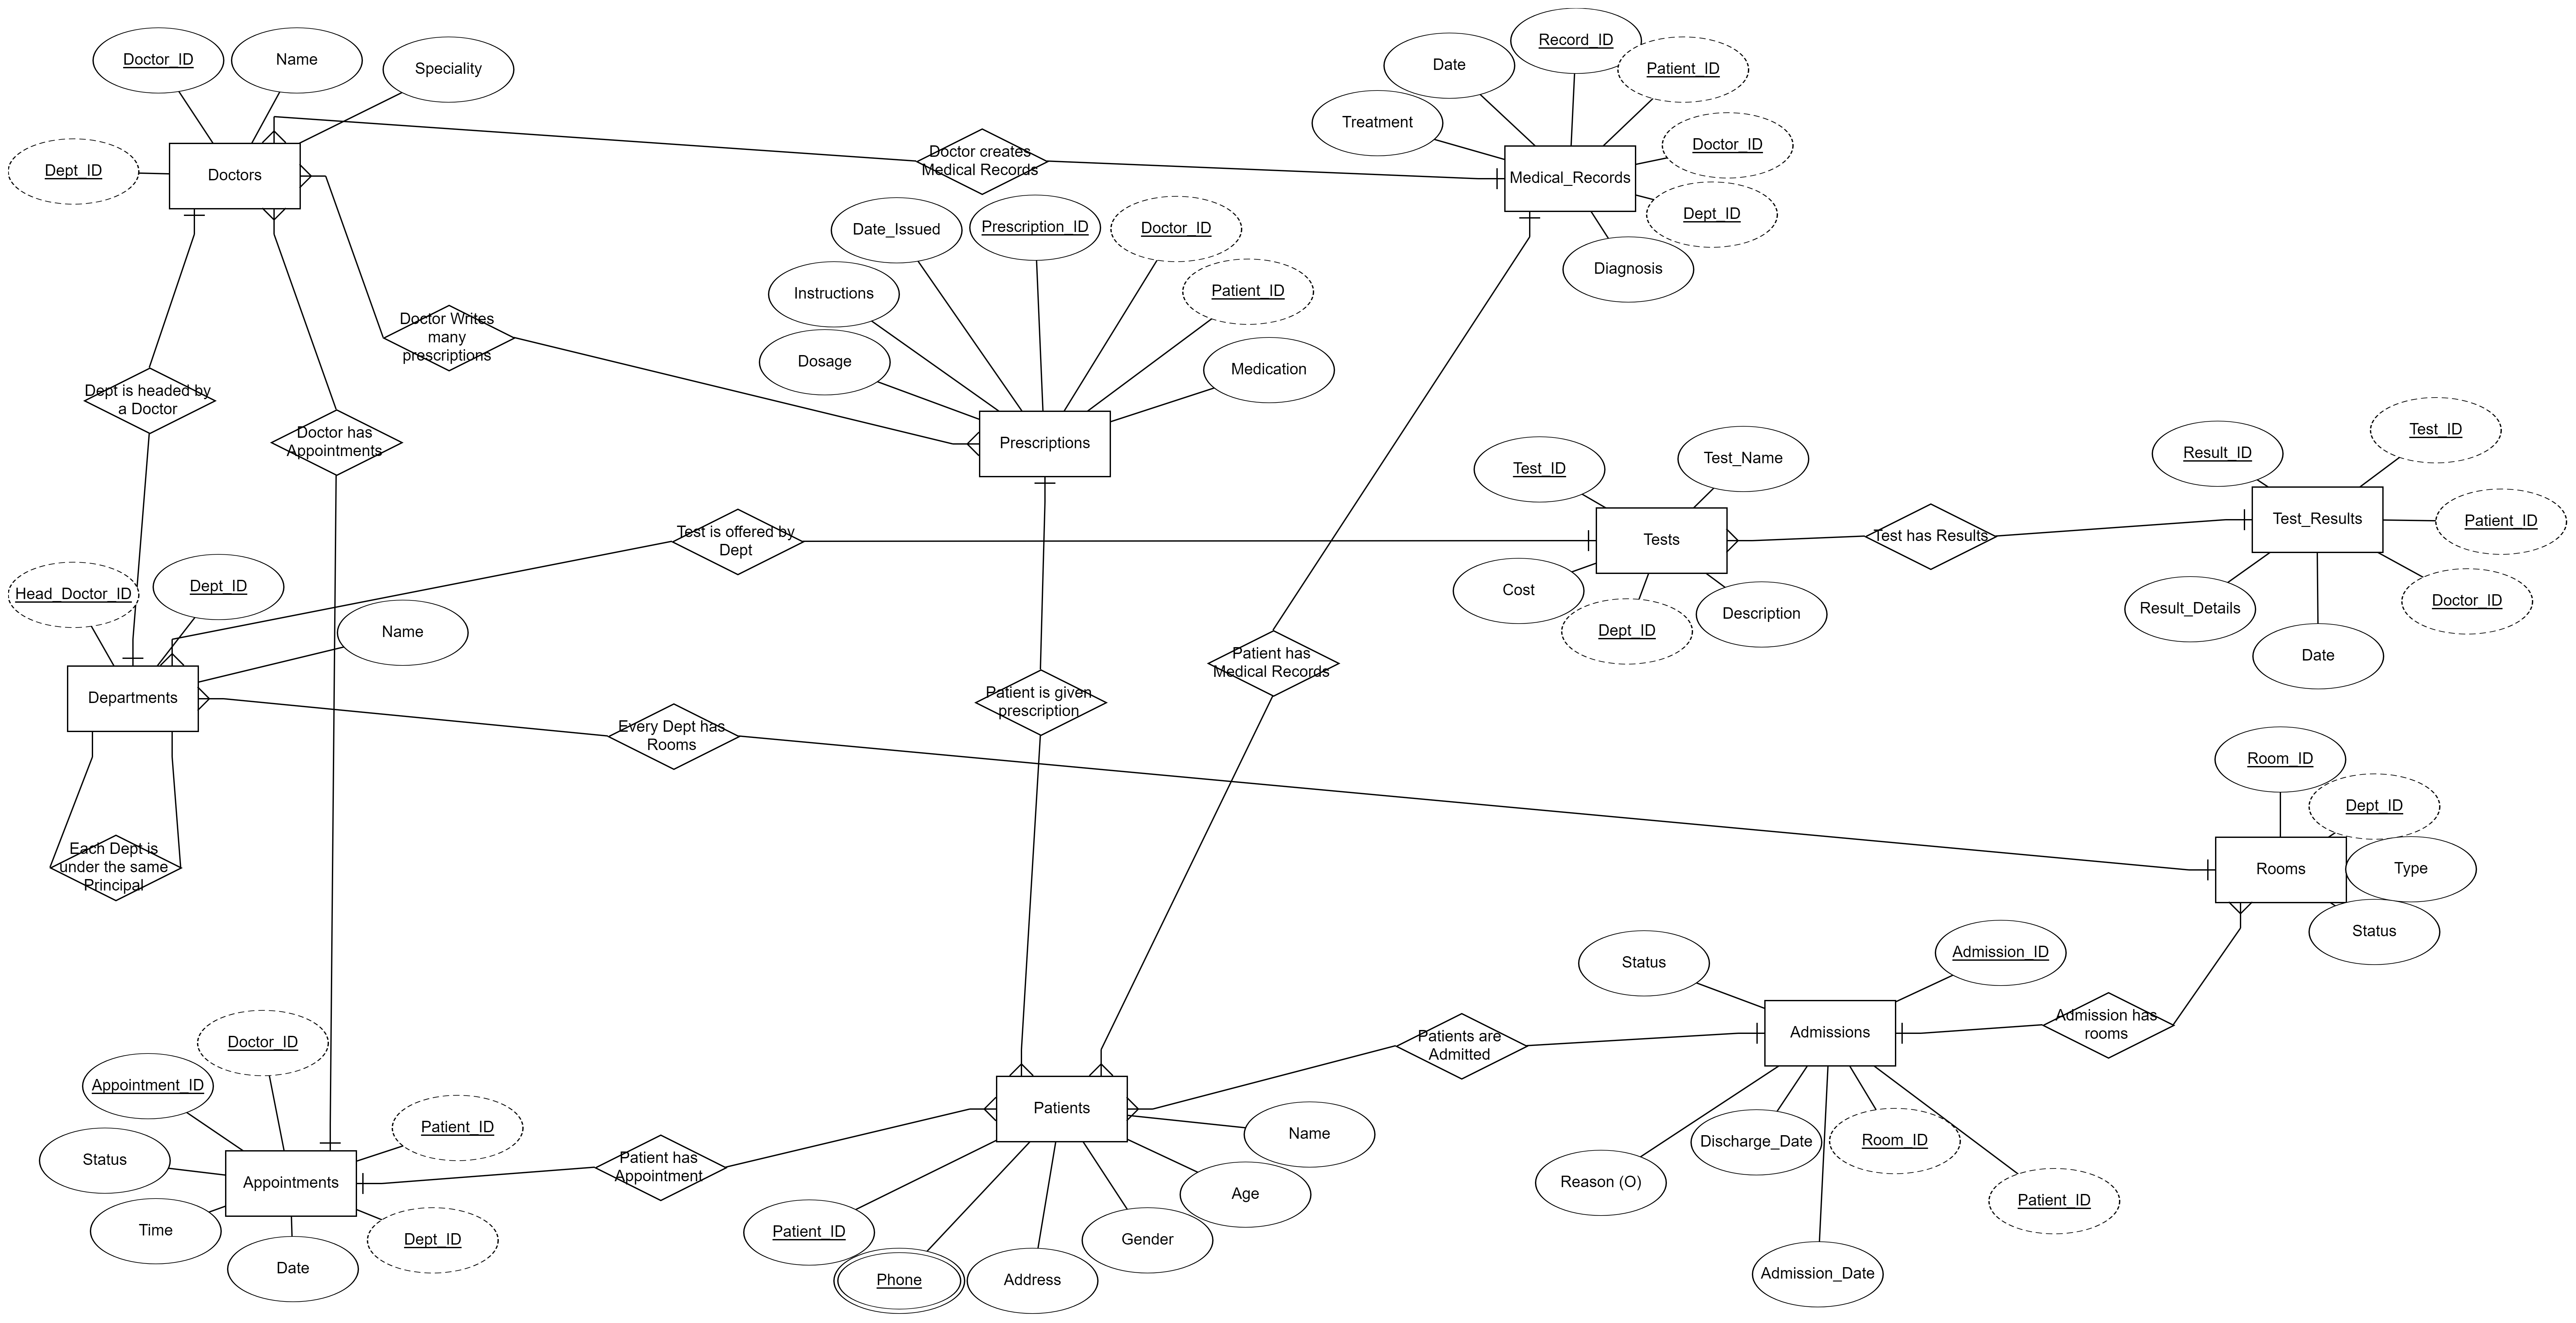 Doctor_ID
Name
Speciality
Dept_ID
Doctors
Doctor creates
Medical Records
Date
Record_ID
Patient_ID
Treatment
Doctor_ID
Medical_Records
Dept_ID
Diagnosis
Date_Issued
Prescription_ID
Doctor_ID
Instructions
Patient_ID
Dosage
Medication
Prescriptions
Doctor Writes
many
prescriptions
Dept is headed by
a Doctor
Doctor has
Appointments
Test is offered by
Dept
Test_ID
Test_Name
Tests
Cost
Dept_ID
Description
Test has Results
Result_ID
Test_ID
Test_Results
Patient_ID
Result_Details
Doctor_ID
Date
Head_Doctor_ID
Dept_ID
Name
Departments
Every Dept has
Rooms
Patient is given
prescription
Patient has
Medical Records
Each Dept is
under the same
Principal
Room_ID
Dept_ID
Rooms
Type
Status
Status
Admission_ID
Admissions
Admission has
rooms
Patients are
Admitted
Discharge_Date
Room_ID
Reason (O)
Patient_ID
Admission_Date
Doctor_ID
Appointment_ID
Patient_ID
Status
Appointments
Time
Dept_ID
Date
Patient has
Appointment
Patients
Name
Age
Patient_ID
Gender
Phone
Address